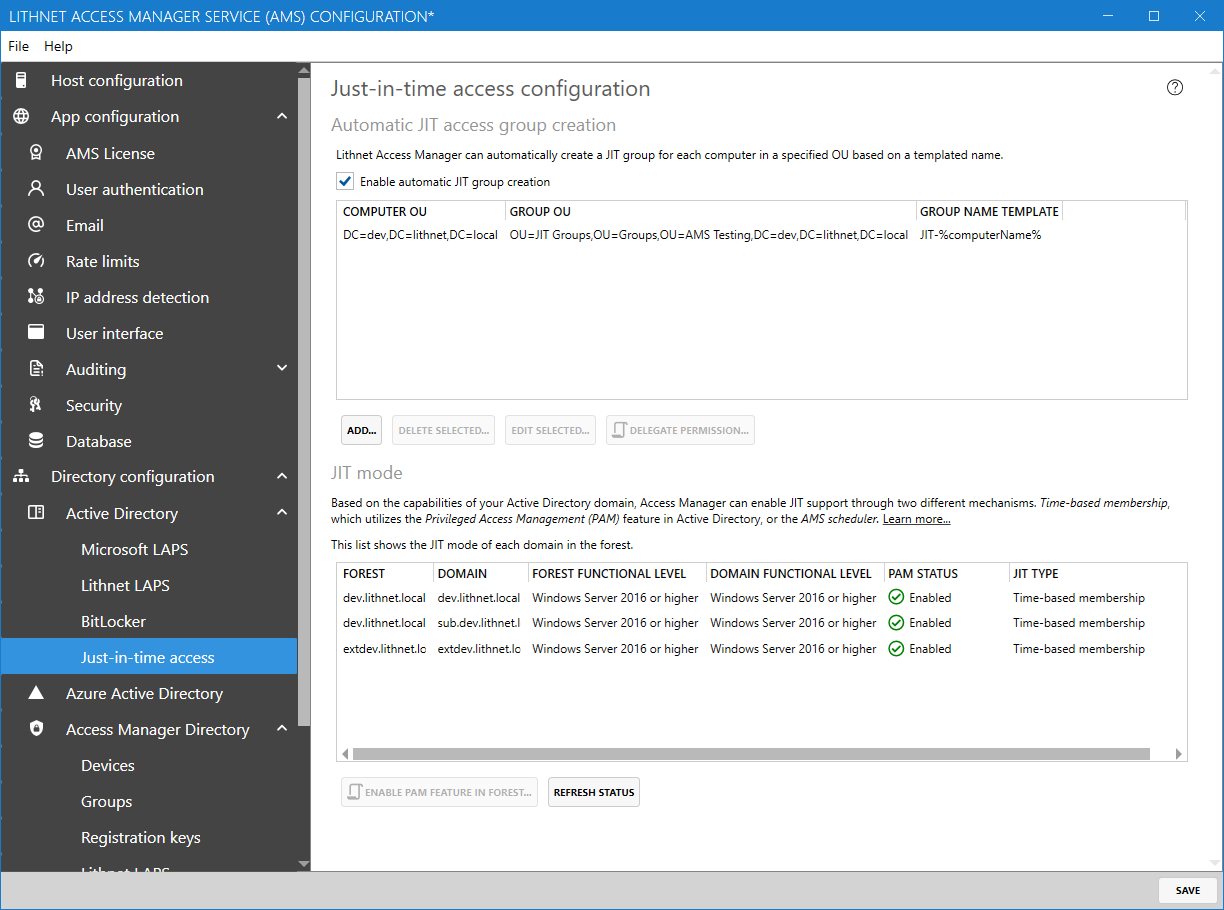 LITHNET ACCESS MANAGER SERVICE (AMS) CONFIGURATION*
File Help
Host configuration
App configuration
AMS License
User authentication
Email
Rate limits
IP address detection
User interface
Auditing
Security
Database
Directory configuration
Active Directory
Microsoft LAPS
Lithnet LAPS
BitLocker
Just-in-time access
Azure Active Directory
Access Manager Directory
Devices
Groups
Registration keys
Lithnet LAPS
Just-in-time access configuration
Automatic JIT access group creation
Lithnet Access Manager can automatically create a JIT group for each computer in a specified OU based on a templated name.
Enable automatic JIT group creation
COMPUTER OU GROUP OU GROUP NAME TEMPLATE
DC=dev,DC=lithnet,DC=local OU=JIT Groups,OU=Groups,OU=AMS Testing,DC=dev,DC=lithnet,DC=local JIT-%computerName%
ADD... DELETE SELECTED... EDIT SELECTED... DELEGATE PERMISSION...
JIT mode
Based on the capabilities of your Active Directory domain, Access Manager can enable JIT support through two different mechanisms. Time-based membership,
which utilizes the Privileged Access Management (PAM) feature in Active Directory, or the AMS scheduler. Learn more...
This list shows the JIT mode of each domain in the forest.
FOREST DOMAIN FOREST FUNCTIONAL LEVEL DOMAIN FUNCTIONAL LEVEL PAM STATUS JIT TYPE
dev.lithnet.local dev.lithnet.local Windows Server 2016 or higher Windows Server 2016 or higher Enabled Time-based membership
dev.lithnet.local sub.dev.lithnet.l Windows Server 2016 or higher Windows Server 2016 or higher Enabled Time-based membership
extdev.lithnet.lo extdev.lithnet.lo Windows Server 2016 or higher Windows Server 2016 or higher Enabled Time-based membership
ENABLE PAM FEATURE IN FOREST... REFRESH STATUS
SAVE